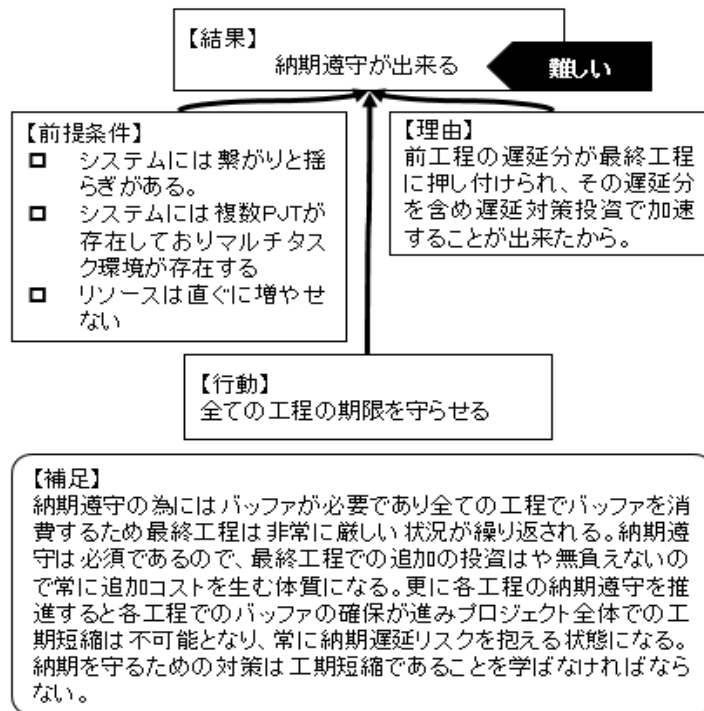 【結果】
納期遵守が出来る
難しい
【前提条件】
□ システムには繋がりと揺
らぎがある。
□ システムには複数PJTが
存在しておりマルチタス
ク環境が存在する
□ リソースは直ぐに増やせ
ない
【理由】
前工程の遅延分が最終工程
に押し付けられ、その遅延分
を含め遅延対策投資で加速
することが出来たから。
【行動】
全ての工程の期限を守らせる
【補足】
納期遵守の為にはバッファが必要であり全ての工程でバッファを消
費するため最終工程は非常に厳しい状況が繰り返される。納期遵
守は必須であるので、最終工程での追加の投資はや無負えないの
で常に追加コストを生む体質になる。更に各工程の納期遵守を推
進すると各工程でのバッファの確保が進みプロジェクト全体での工
期短縮は不可能となり、常に納期遅延リスクを抱える状態になる。
納期を守るための対策は工期短縮であることを学ばなければなら
ない。